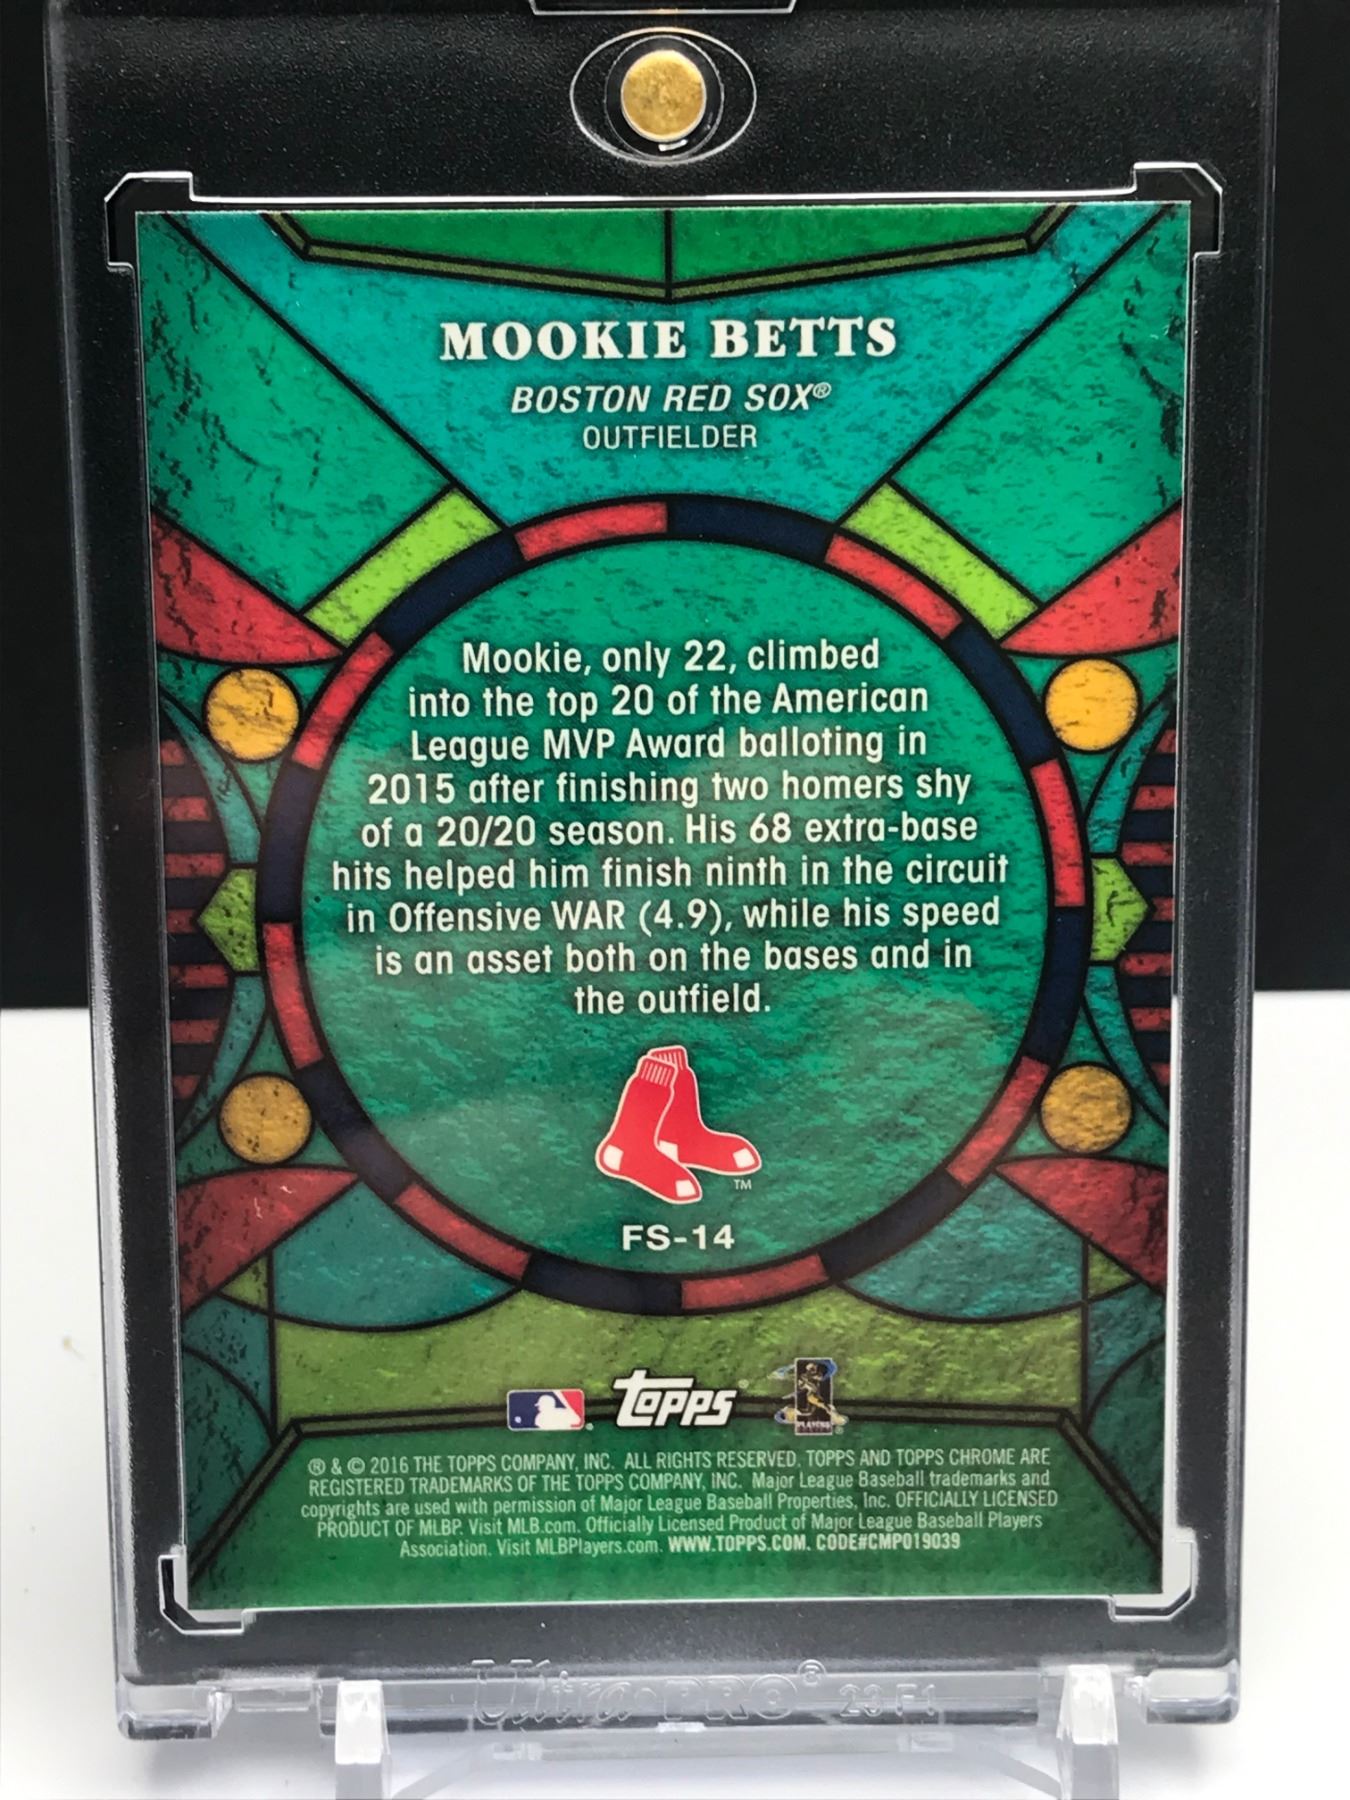 MOOKIE BETTS
BOSTON RED SOX®
OUTFIELDER
Mookie, only 22, climbed
into the top 20 of the American
League MVP Award balloting in
2015 after finishing two homers shy
of a 20/20 season. His 68 extra-base
hits helped him finish ninth in the circuit
in Offensive WAR (4.9), while his speed
is an asset both on the bases and in
the outfield.
TM
FS-14
TOPPS®
PLAYERS
® & © 2016 THE TOPPS COMPANY, INC. ALL RIGHTS RESERVED. TOPPS AND TOPPS CHROME ARE
REGISTERED TRADEMARKS OF THE TOPPS COMPANY, INC. Major League Baseball trademarks and
copyrights are used with permission of Major League Baseball Properties, Inc. OFFICIALLY LICENSED
PRODUCT OF MLBP. Visit MLB.com. Officially Licensed Product of Major League Baseball Players
Association. Visit MLBPlayers.com. WWW.TOPPS.COM. CODE#CMP019039
Ultra•PRO®